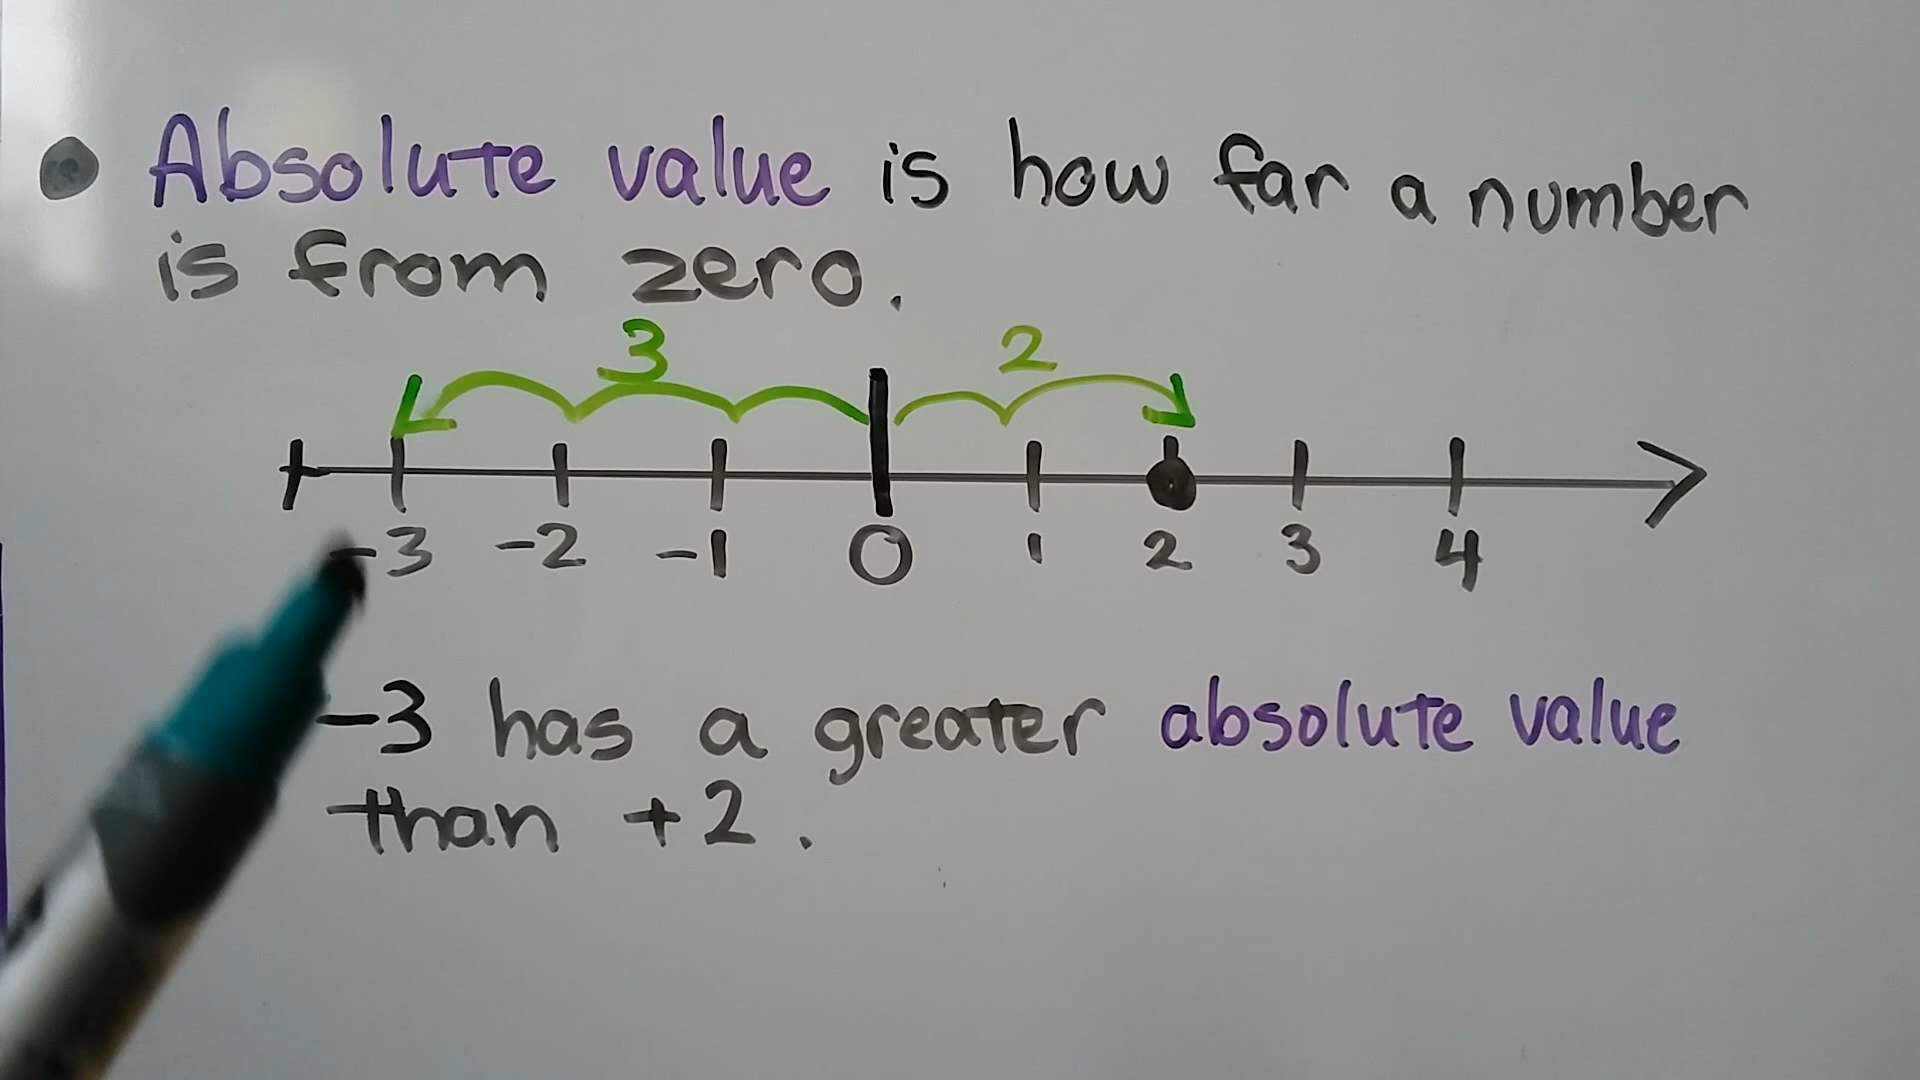 Absolute value is how far a number
is from zero.
3 2
-3 -2 -1 0 1 2 3 4
-3 has a greater absolute value
than +2.